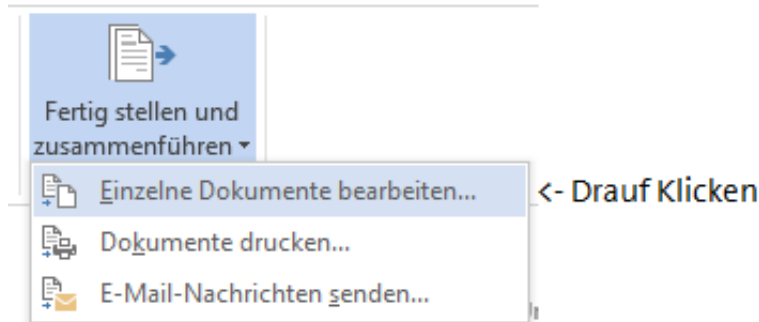 Fertig stellen und
zusammenführen
Einzelne Dokumente bearbeiten... <- Drauf Klicken
Dokumente drucken...
E-Mail-Nachrichten senden...